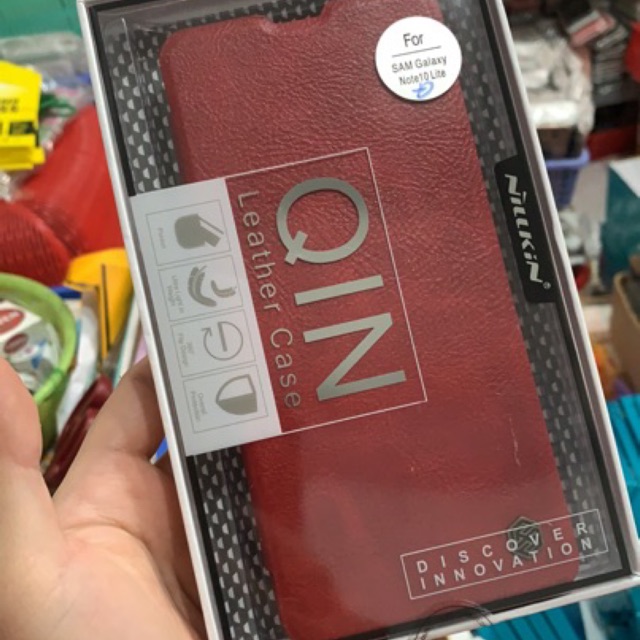 For
SAM Galaxy
Note10 Lite
NiLLKiN
QIN
Leather Case
DISCOVER
INNOVATION